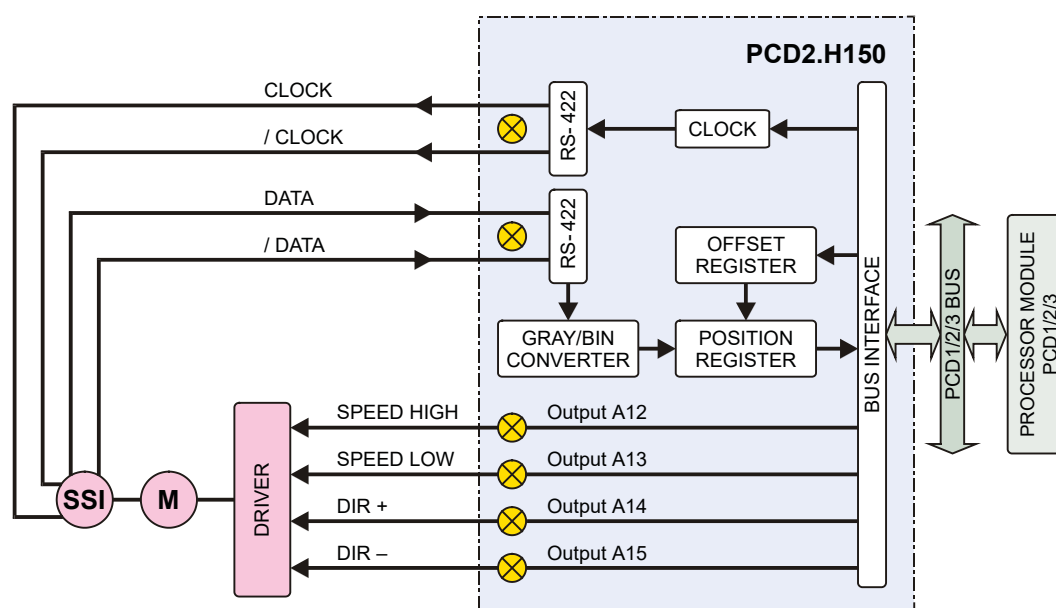 PCD2.H150
CLOCK
RS-422
CLOCK
/ CLOCK
DATA
RS-422
/ DATA
OFFSET
REGISTER
GRAY/BIN
CONVERTER
POSITION
REGISTER
BUS INTERFACE
PCD1/2/3 BUS
PROCESSOR MODULE
PCD1/2/3
SPEED HIGH
Output A12
SPEED LOW
Output A13
DIR +
Output A14
DIR –
Output A15
DRIVER
SSI
M